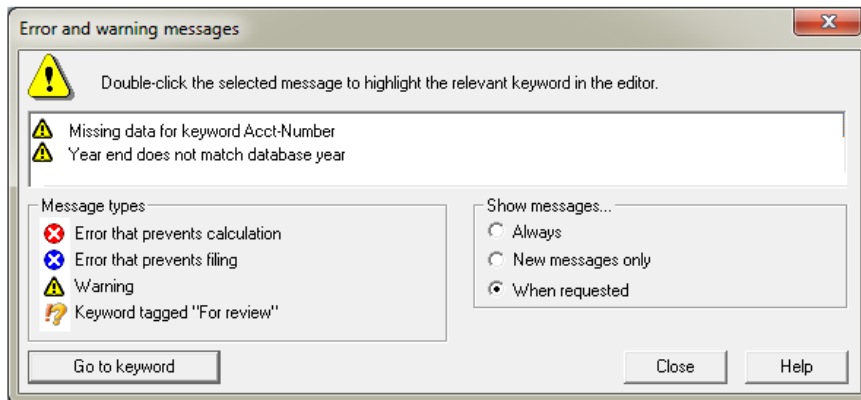 Error and warning messages
Double-click the selected message to highlight the relevant keyword in the editor.
Missing data for keyword Acct-Number
Year end does not match database year
Message types
Error that prevents calculation
Error that prevents filing
Warning
Keyword tagged "For review"
Show messages...
Always
New messages only
When requested
Go to keyword
Close
Help